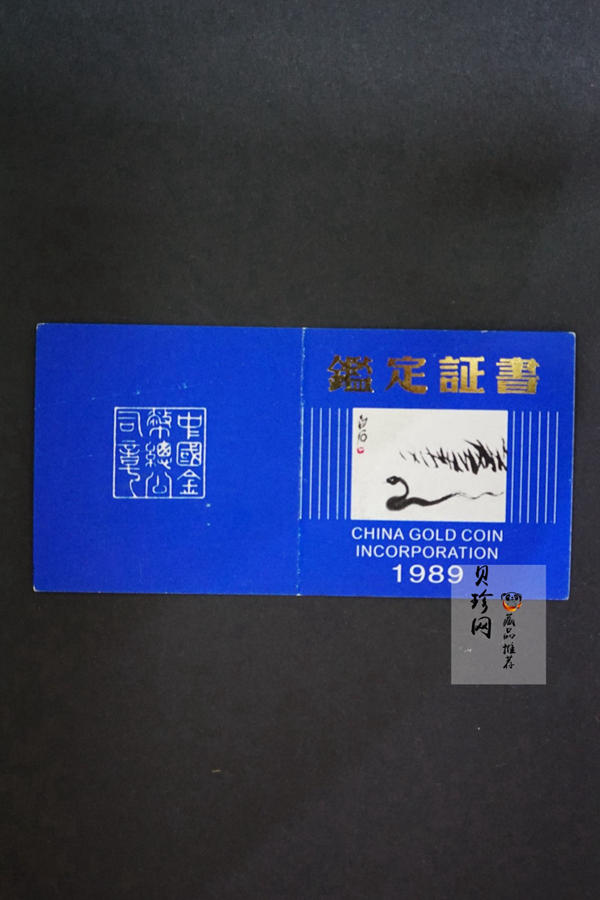 中國金
幣總公
司章
鑑定証書
白石
CHINA GOLD COIN
INCORPORATION
1989
贝珍网
藏品推荐